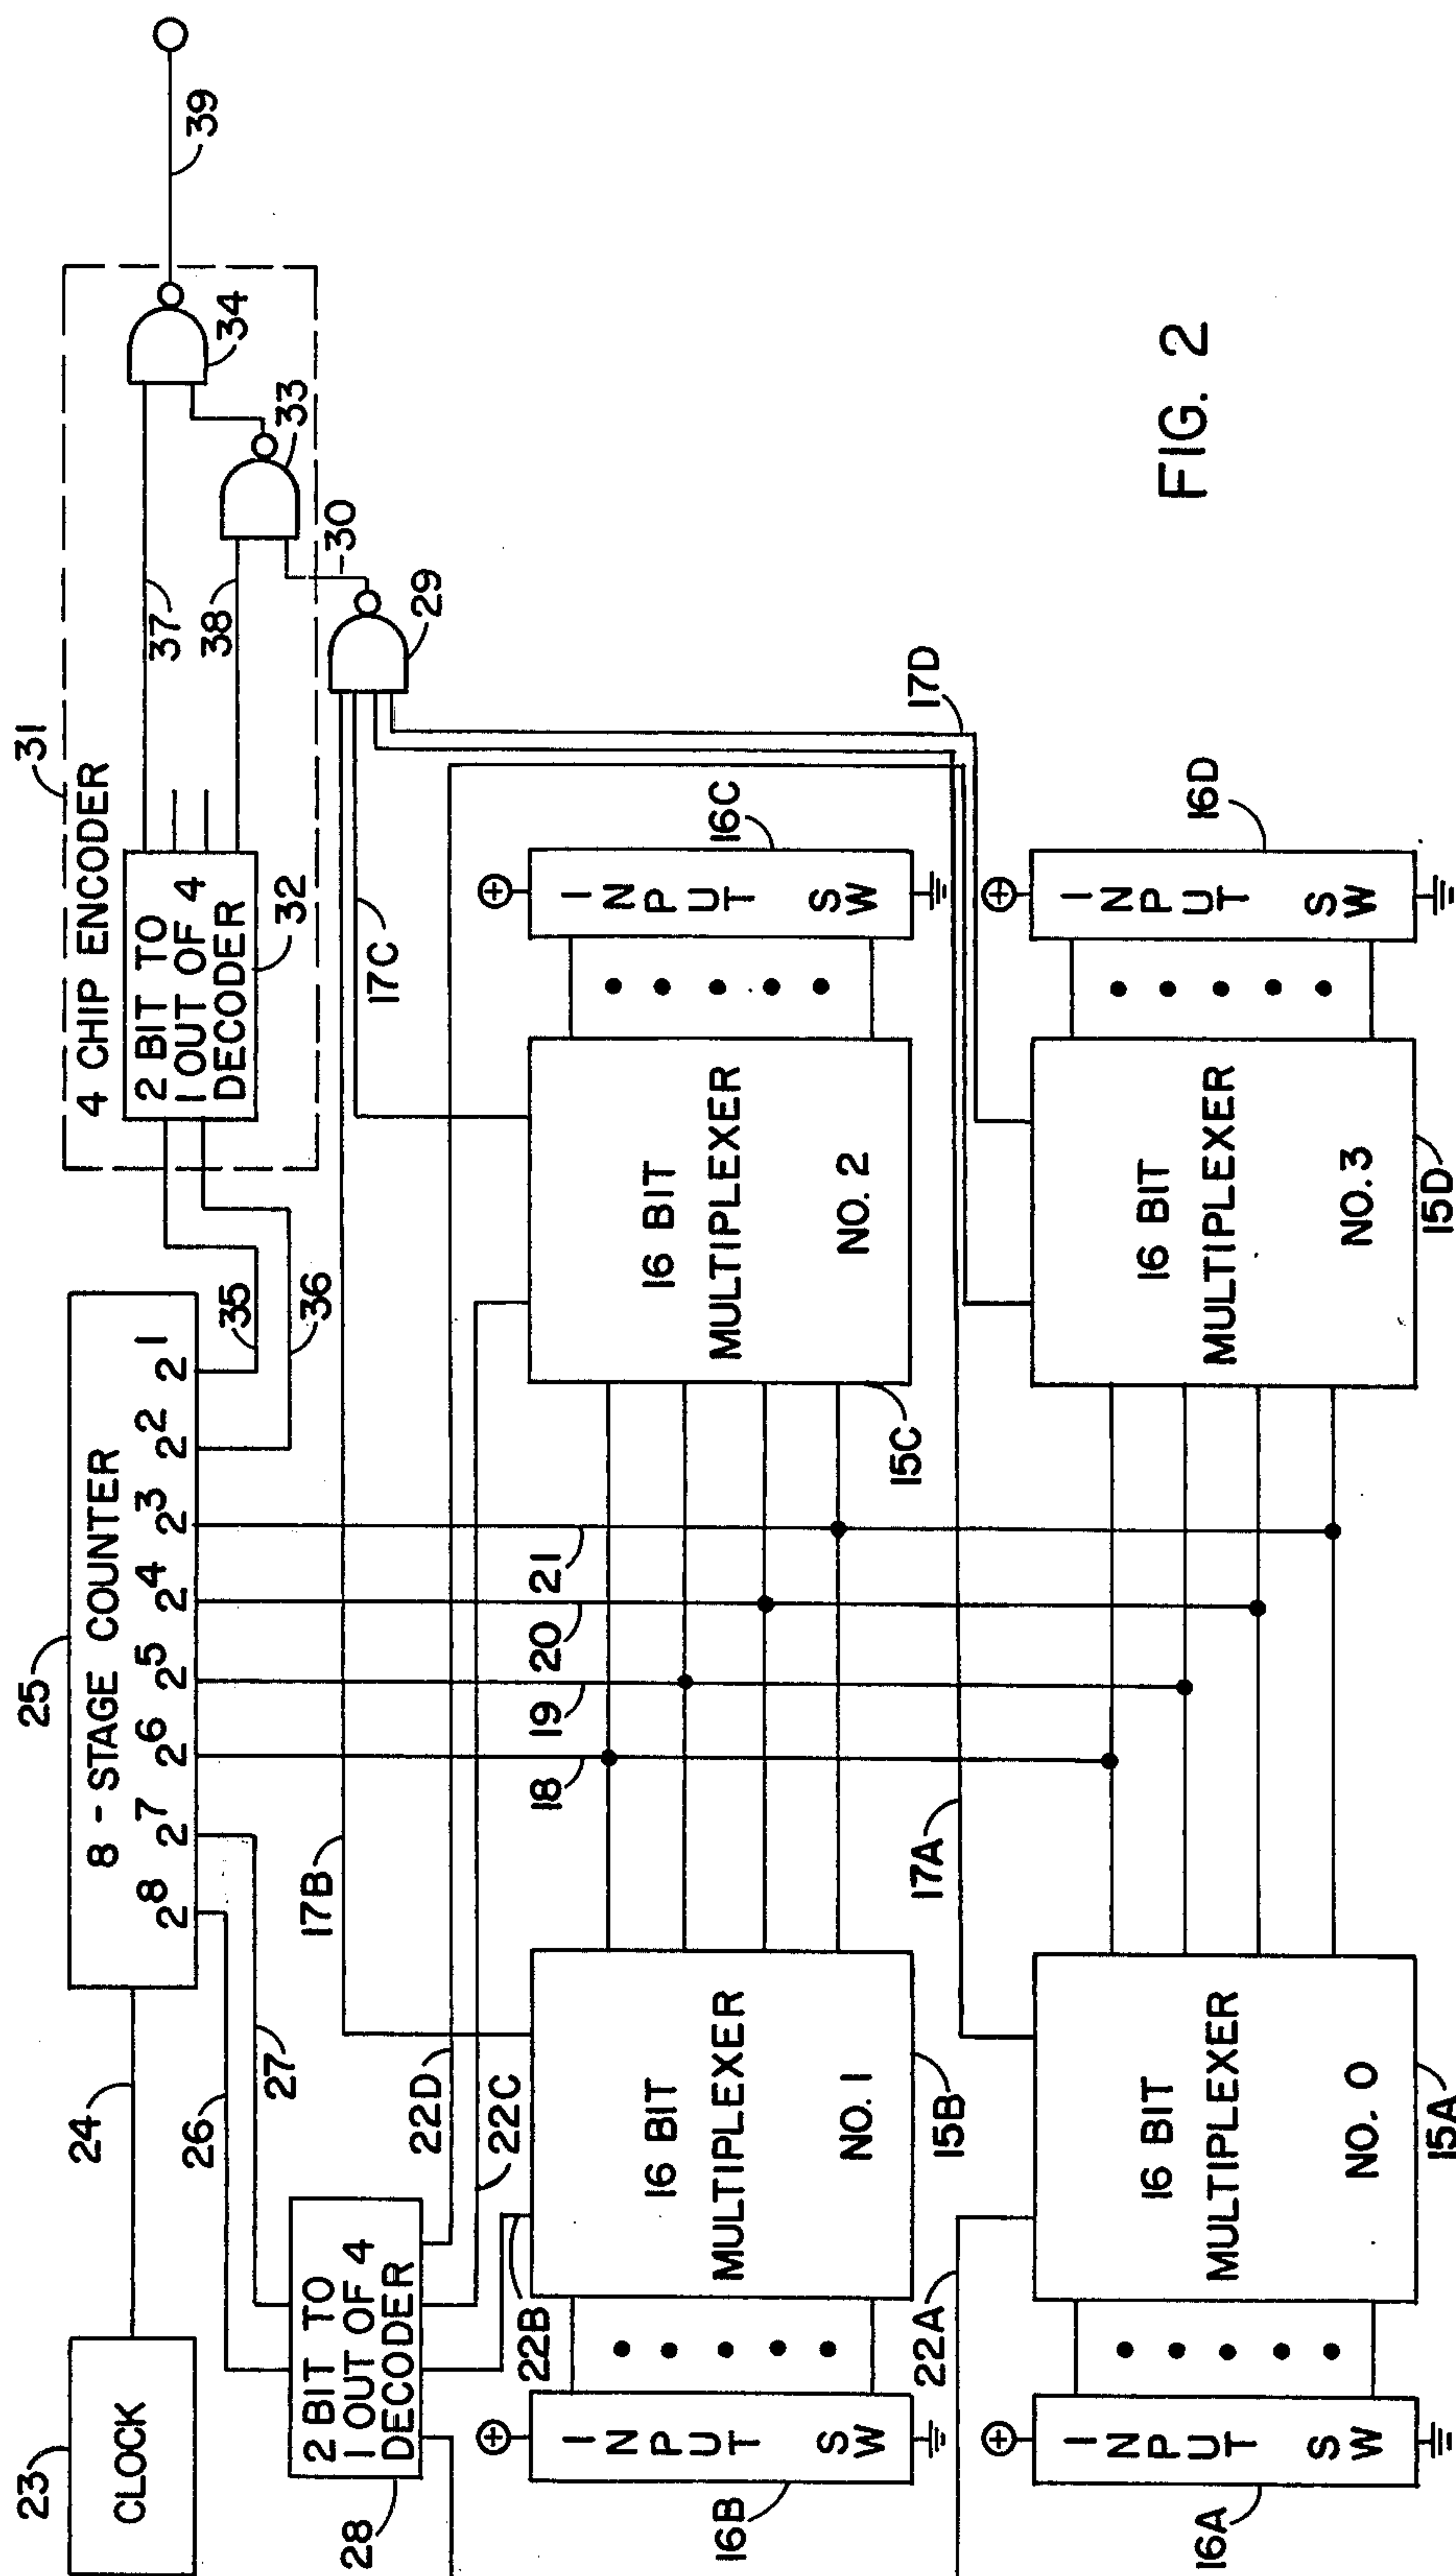 23
CLOCK
24
25
8 - STAGE COUNTER
2^8 2^7 2^6 2^5 2^4 2^3 2^2 2^1
26
27
35
36
31
4 CHIP ENCODER
2 BIT TO
1 OUT OF 4
DECODER
32
37
38
33
34
39
30
29
28
2 BIT TO
1 OUT OF 4
DECODER
17B
17C
22D
22C
22B
18
19
20
21
16B
INPUT SW
16 BIT
MULTIPLEXER
NO. 1
15B
16 BIT
MULTIPLEXER
NO. 2
15C
INPUT SW
16C
17D
22A
17A
16A
INPUT SW
16 BIT
MULTIPLEXER
NO. 0
15A
16 BIT
MULTIPLEXER
NO. 3
15D
INPUT SW
16D
FIG. 2